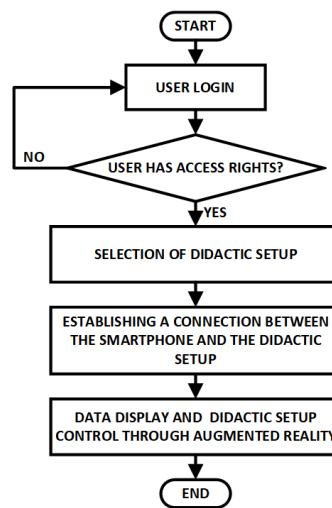 START
USER LOGIN
NO
USER HAS ACCESS RIGHTS?
YES
SELECTION OF DIDACTIC SETUP
ESTABLISHING A CONNECTION BETWEEN
THE SMARTPHONE AND THE DIDACTIC
SETUP
DATA DISPLAY AND DIDACTIC SETUP
CONTROL THROUGH AUGMENTED REALITY
END